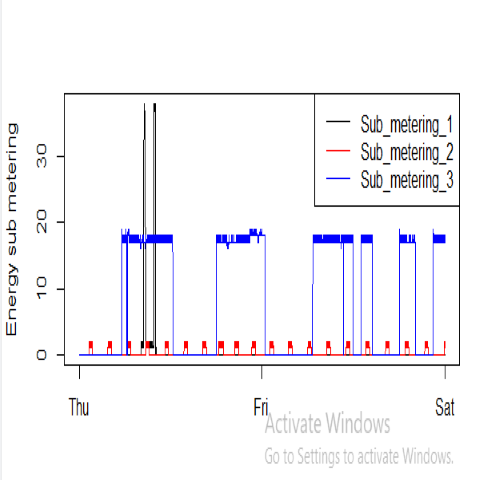 Energy sub metering
30
20
10
0
Sub_metering_1
Sub_metering_2
Sub_metering_3
Thu
Fri
Sat
Activate Windows
Go to Settings to activate Windows.